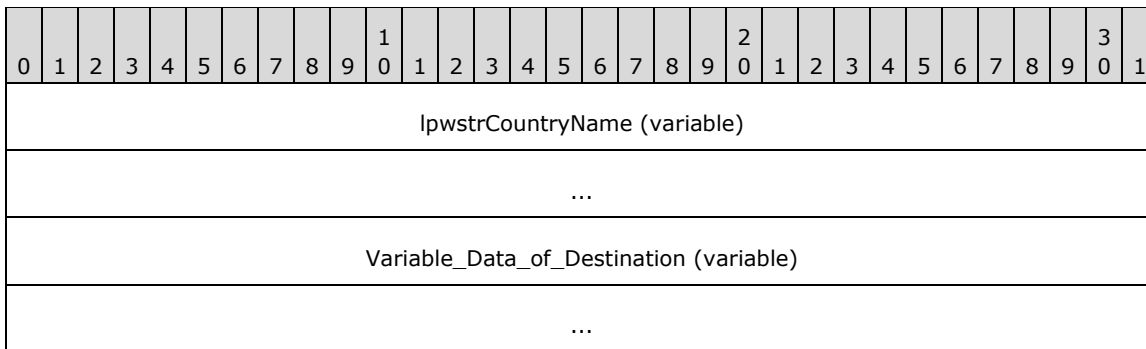 1 2 3
0 1 2 3 4 5 6 7 8 9 0 1 2 3 4 5 6 7 8 9 0 1 2 3 4 5 6 7 8 9 0 1
lpwstrCountryName (variable)
...
Variable_Data_of_Destination (variable)
...